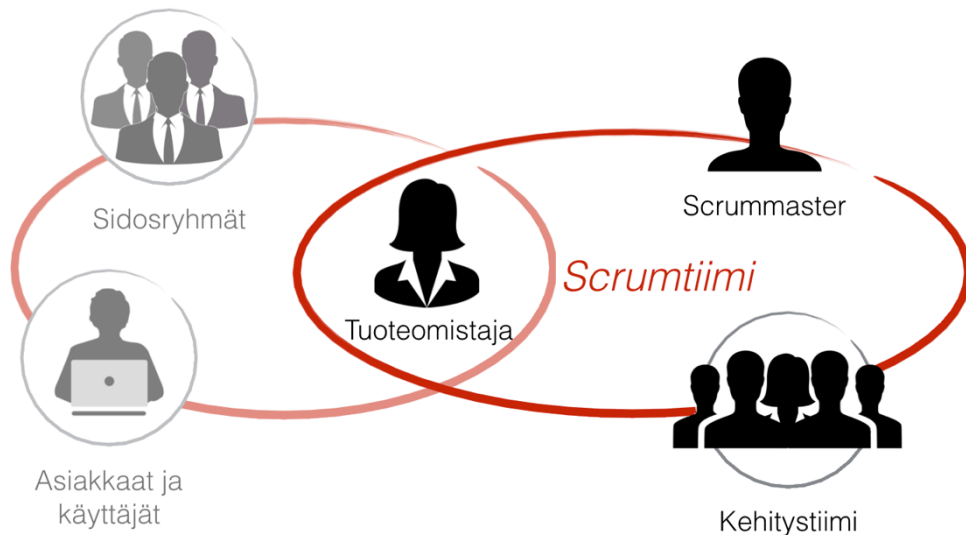 Sidosryhmät
Scrummaster
Scrumtiimi
Tuoteomistaja
Asiakkaat ja
käyttäjät
Kehitystiimi